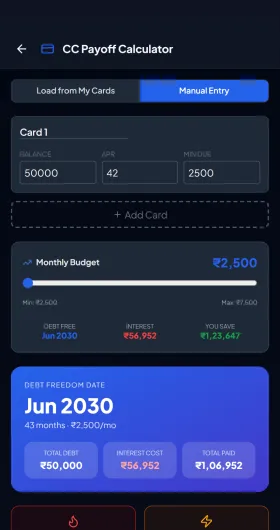 CC Payoff Calculator
Load from My Cards Manual Entry
Card 1
BALANCE APR MIN DUE
50000 42 2500
+ Add Card
Monthly Budget ₹2,500
Min: ₹2,500 Max: ₹7,500
DEBT FREE INTEREST YOU SAVE
Jun 2030 ₹56,952 ₹1,23,647*
DEBT FREEDOM DATE
Jun 2030
43 months · ₹2,500/mo
TOTAL DEBT INTEREST COST TOTAL PAID
₹50,000 ₹56,952 ₹1,06,952